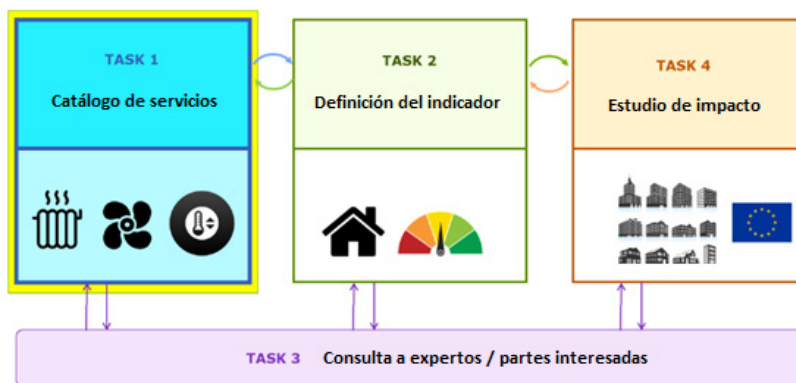 TASK 1
Catálogo de servicios
TASK 2
Definición del indicador
TASK 4
Estudio de impacto
TASK 3 Consulta a expertos / partes interesadas